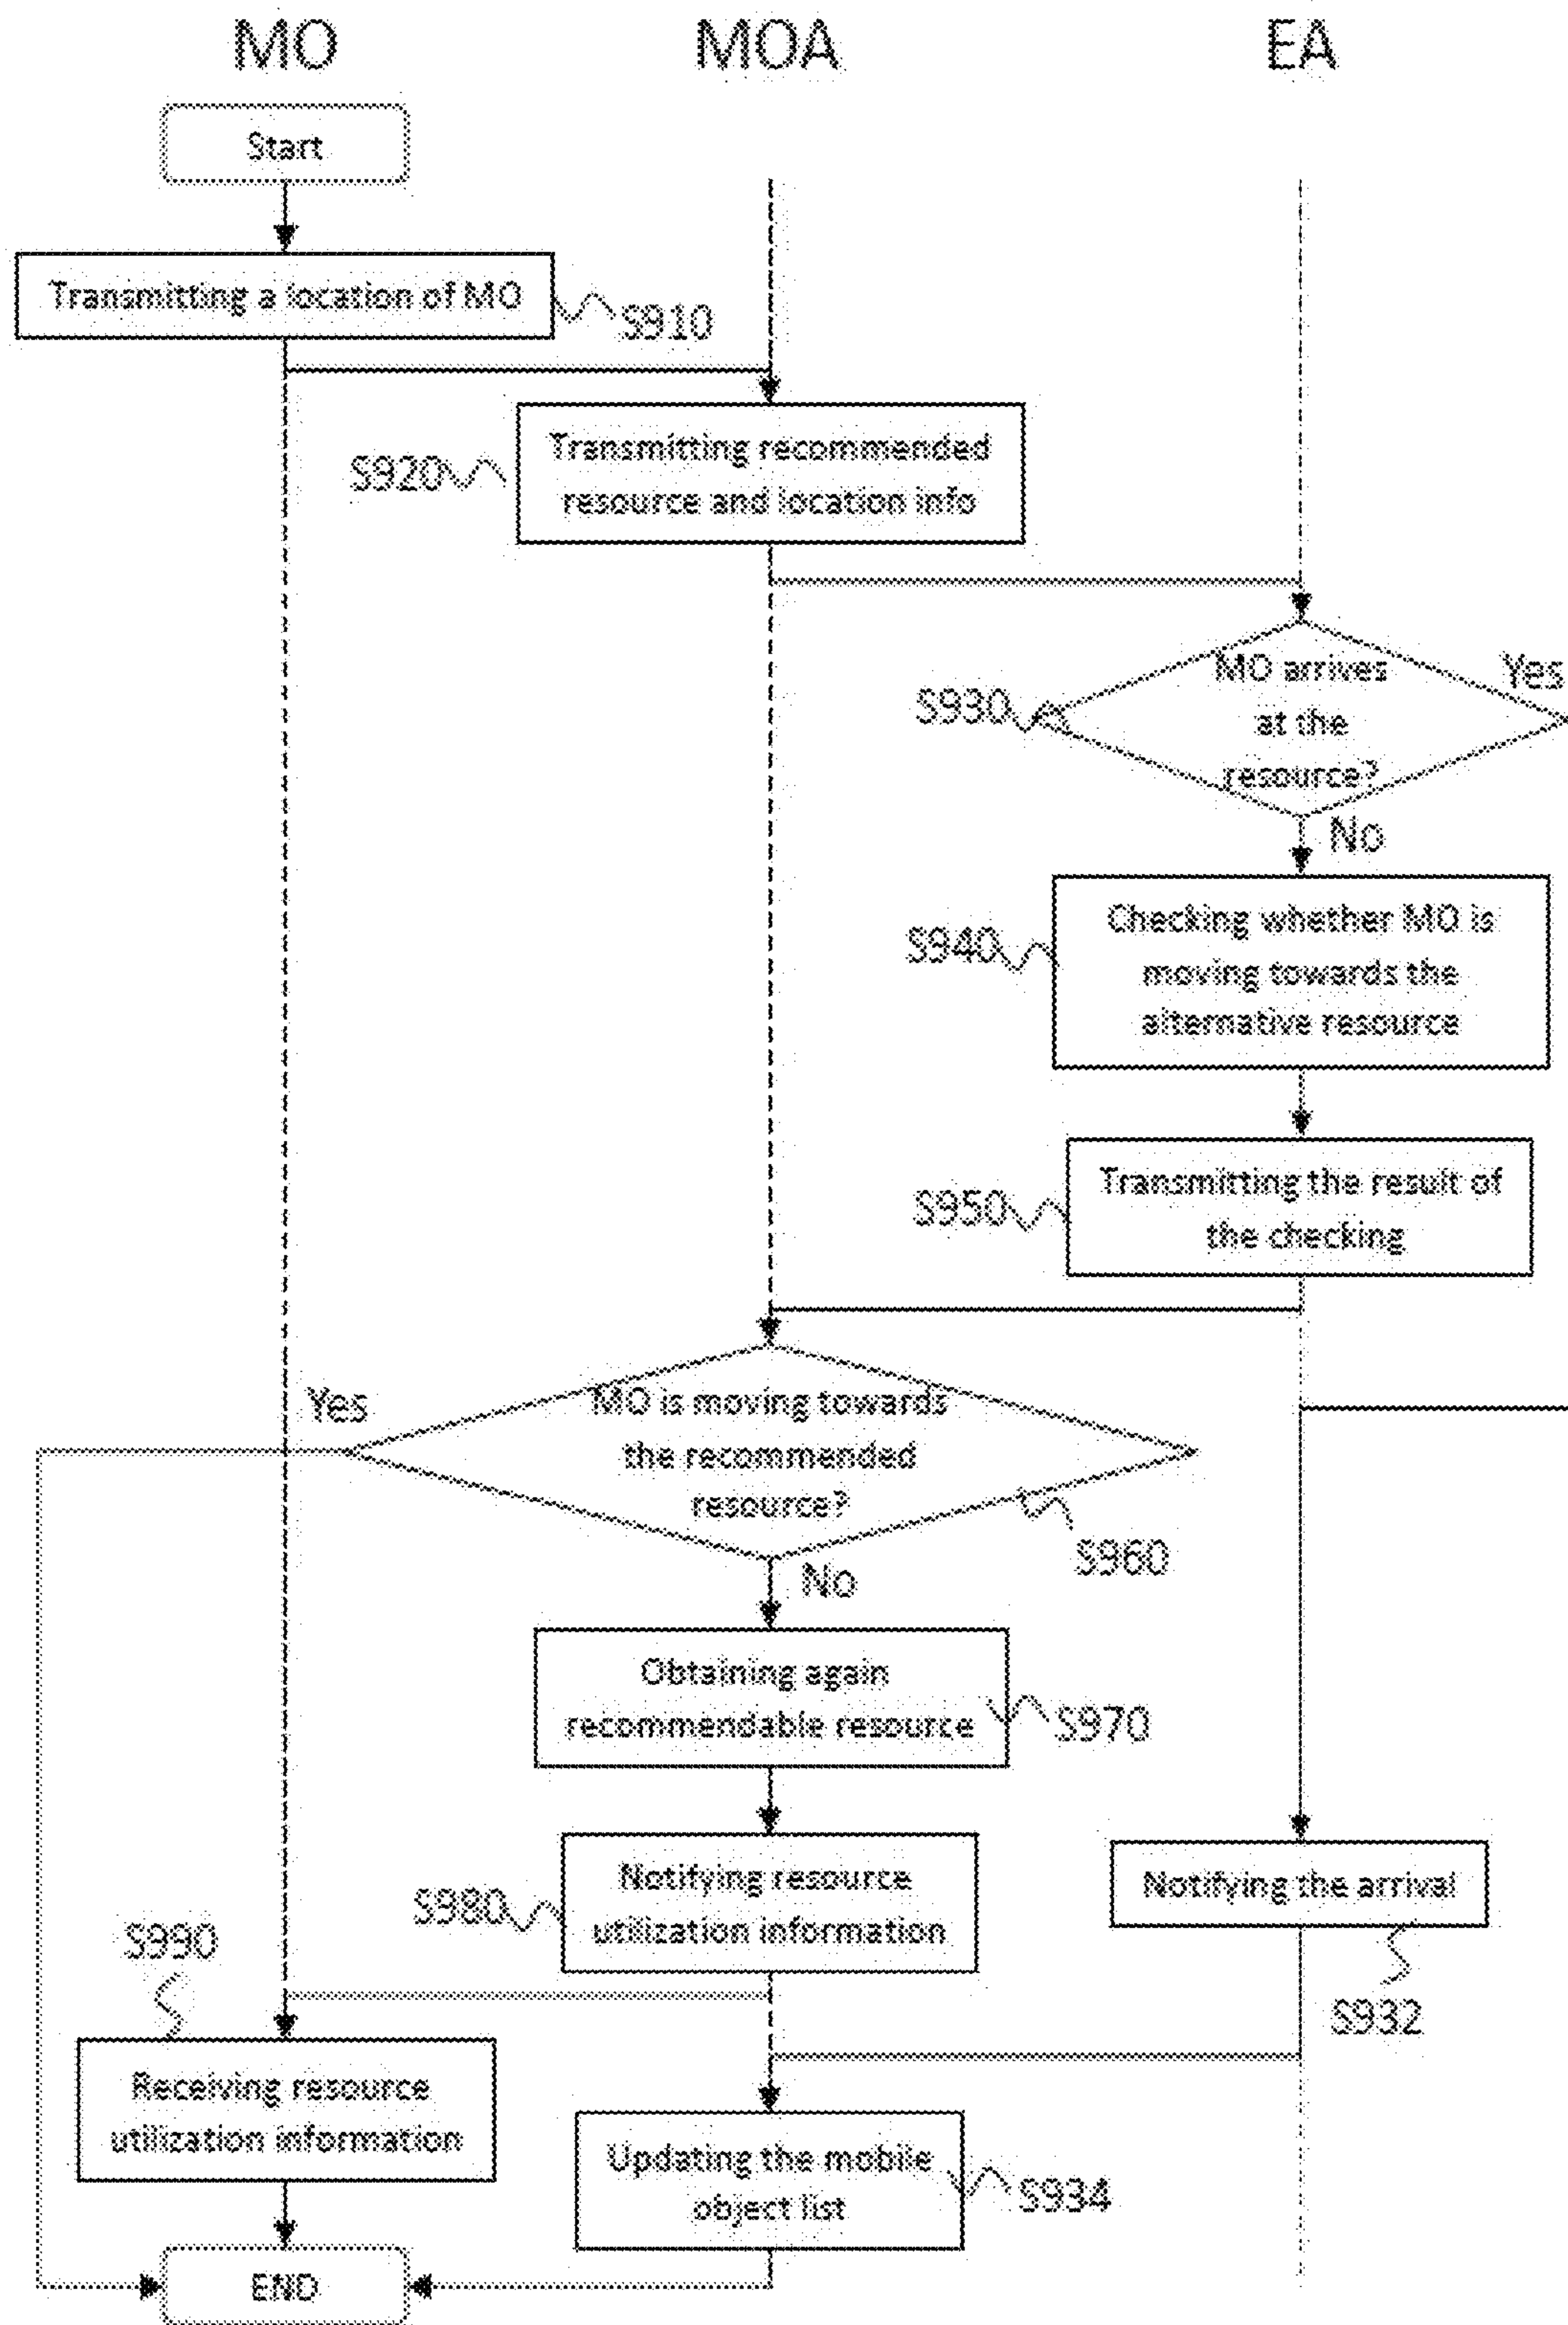 MO
MOA
EA
Start
Transmitting a location of MO
S910
Transmitting recommended
resource and location info
S920
MO arrives
at the
resource?
Yes
S930
No
Checking whether MO is
moving towards the
alternative resource
S940
Transmitting the result of
the checking
S950
Yes
MO is moving towards
the recommended
resource?
S960
No
Obtaining again
recommendable resource
S970
Notifying resource
utilization information
S980
Notifying the arrival
S932
S990
Receiving resource
utilization information
Updating the mobile
object list
S934
END